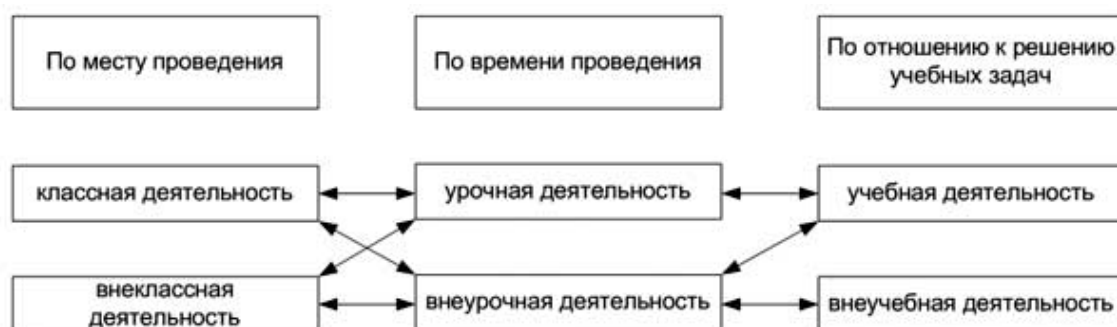 По месту проведения
По времени проведения
По отношению к решению
учебных задач
классная деятельность
урочная деятельность
учебная деятельность
внеклассная
деятельность
внеурочная деятельность
внеучебная деятельность